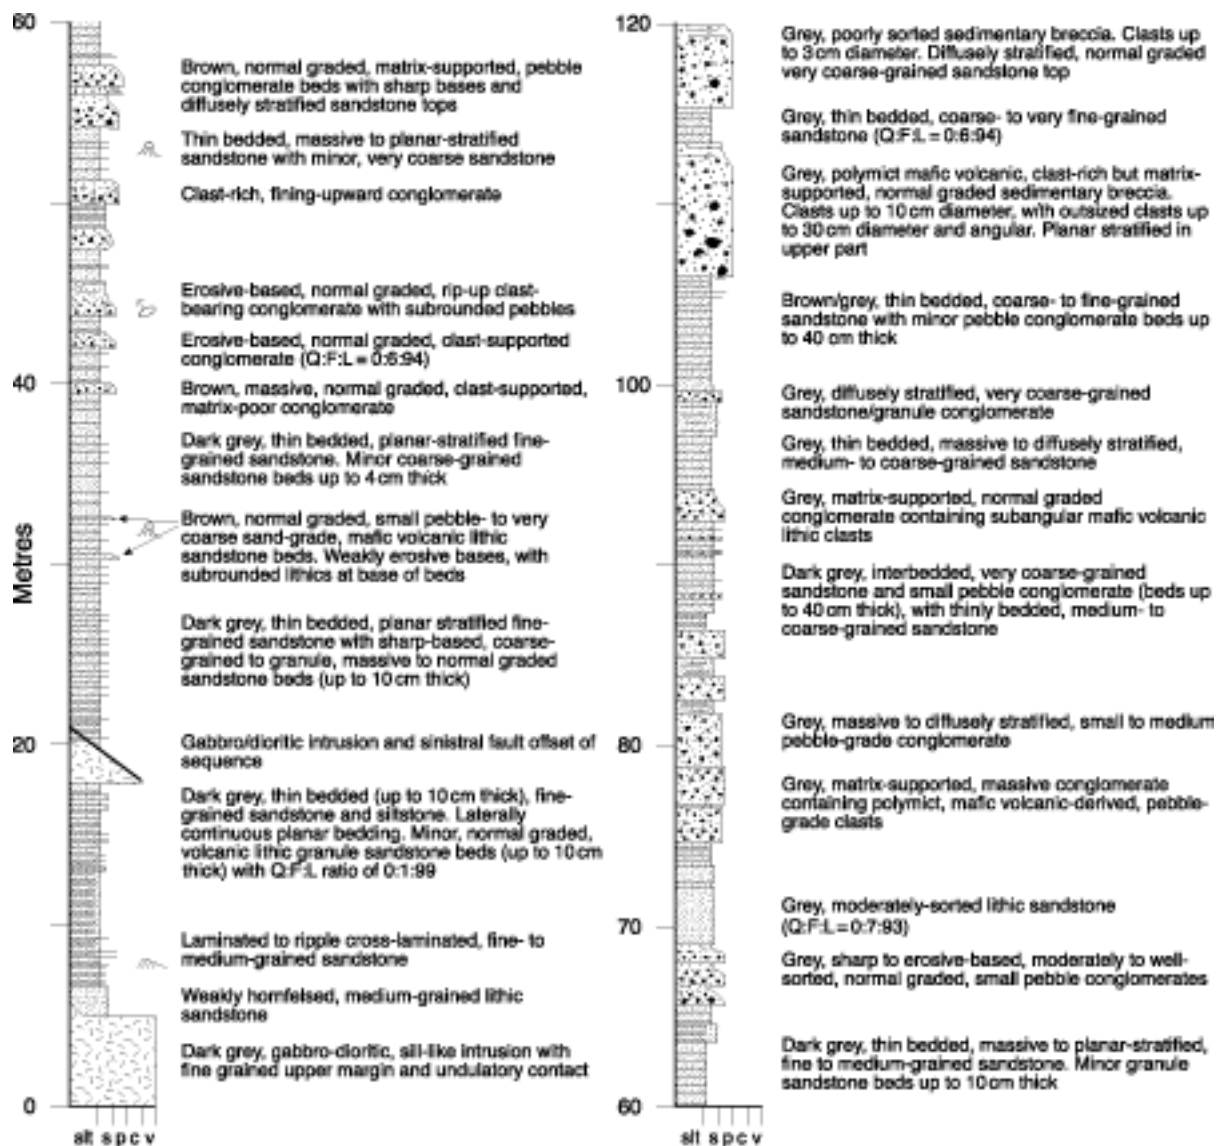 60
Brown, normal graded, matrix-supported, pebble
conglomerate beds with sharp bases and
diffusely stratified sandstone tops
Thin bedded, massive to planar-stratified
sandstone with minor, very coarse sandstone
Clast-rich, fining-upward conglomerate
Erosive-based, normal graded, rip-up clast-
bearing conglomerate with subrounded pebbles
Erosive-based, normal graded, clast-supported
conglomerate (Q:F:L = 0:6:94)
40
Brown, massive, normal graded, clast-supported,
matrix-poor conglomerate
Dark grey, thin bedded, planar-stratified fine-
grained sandstone. Minor coarse-grained
sandstone beds up to 4 cm thick
Metres
Brown, normal graded, small pebble- to very
coarse sand-grade, mafic volcanic lithic
sandstone beds. Weakly erosive bases, with
subrounded lithics at base of beds
Dark grey, thin bedded, planar stratified fine-
grained sandstone with sharp-based, coarse-
grained to granule, massive to normal graded
sandstone beds (up to 10 cm thick)
20
Gabbro/dioritic intrusion and sinistral fault offset of
sequence
Dark grey, thin bedded (up to 10 cm thick), fine-
grained sandstone and siltstone. Laterally
continuous planar bedding. Minor, normal graded,
volcanic lithic granule sandstone beds (up to 10 cm
thick) with Q:F:L ratio of 0:1:99
Laminated to ripple cross-laminated, fine- to
medium-grained sandstone
Weakly hornfelsed, medium-grained lithic
sandstone
Dark grey, gabbro-dioritic, sill-like intrusion with
fine grained upper margin and undulatory contact
0
slt s p c v
120
Grey, poorly sorted sedimentary breccia. Clasts up
to 3 cm diameter. Diffusely stratified, normal graded
very coarse-grained sandstone top
Grey, thin bedded, coarse- to very fine-grained
sandstone (Q:F:L = 0:6:94)
Grey, polymict mafic volcanic, clast-rich but matrix-
supported, normal graded sedimentary breccia.
Clasts up to 10 cm diameter, with outsized clasts up
to 30 cm diameter and angular. Planar stratified in
upper part
Brown/grey, thin bedded, coarse- to fine-grained
sandstone with minor pebble conglomerate beds up
to 40 cm thick
100
Grey, diffusely stratified, very coarse-grained
sandstone/granule conglomerate
Grey, thin bedded, massive to diffusely stratified,
medium- to coarse-grained sandstone
Grey, matrix-supported, normal graded
conglomerate containing subangular mafic volcanic
lithic clasts
Dark grey, interbedded, very coarse-grained
sandstone and small pebble conglomerate (beds up
to 40 cm thick), with thinly bedded, medium- to
coarse-grained sandstone
Grey, massive to diffusely stratified, small to medium
pebble-grade conglomerate
80
Grey, matrix-supported, massive conglomerate
containing polymict, mafic volcanic-derived, pebble-
grade clasts
Grey, moderately-sorted lithic sandstone
(Q:F:L = 0:7:93)
70
Grey, sharp to erosive-based, moderately to well-
sorted, normal graded, small pebble conglomerates
Dark grey, thin bedded, massive to planar-stratified,
fine to medium-grained sandstone. Minor granule
sandstone beds up to 10 cm thick
60
slt s p c v